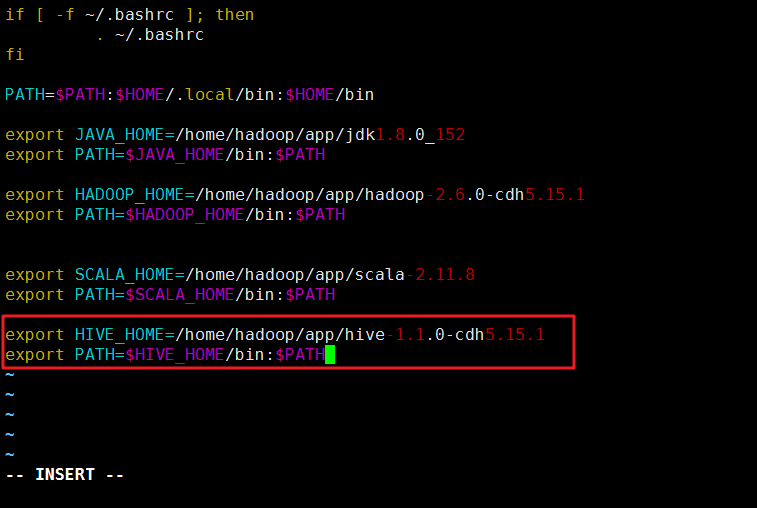 if [ -f ~/.bashrc ]; then
         . ~/.bashrc
fi

PATH=$PATH:$HOME/.local/bin:$HOME/bin

export JAVA_HOME=/home/hadoop/app/jdk1.8.0_152
export PATH=$JAVA_HOME/bin:$PATH

export HADOOP_HOME=/home/hadoop/app/hadoop-2.6.0-cdh5.15.1
export PATH=$HADOOP_HOME/bin:$PATH


export SCALA_HOME=/home/hadoop/app/scala-2.11.8
export PATH=$SCALA_HOME/bin:$PATH

export HIVE_HOME=/home/hadoop/app/hive-1.1.0-cdh5.15.1
export PATH=$HIVE_HOME/bin:$PATH
~
~
~
~
~
-- INSERT --